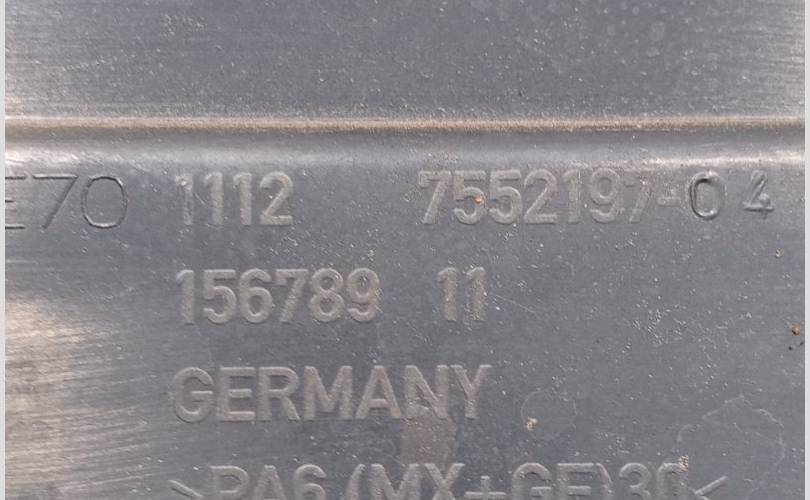 E70 1112 7552197-04
156789 11
GERMANY
>PA6 (MX+GF)30<